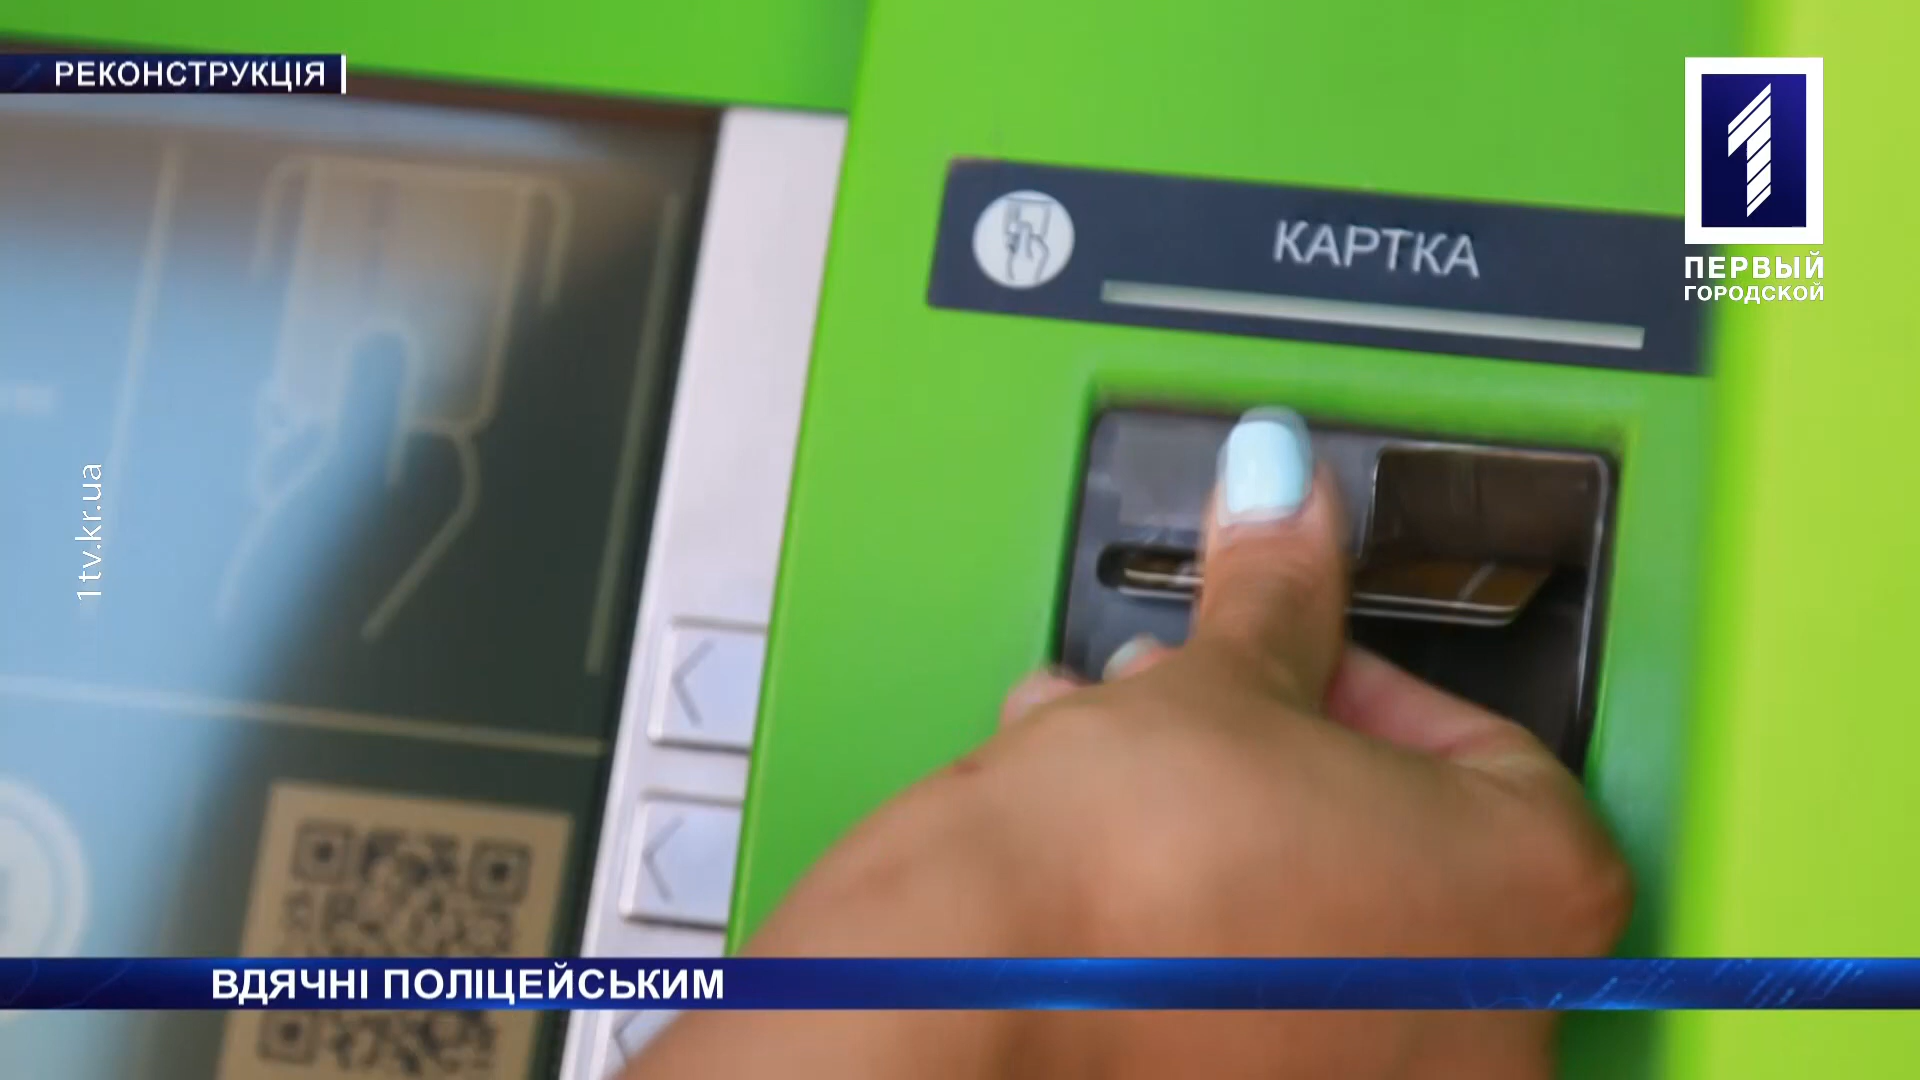 РЕКОНСТРУКЦІЯ
КАРТКА
ПЕРВЫЙ
ГОРОДСКОЙ
1tv.kr.ua
ВДЯЧНІ ПОЛІЦЕЙСЬКИМ